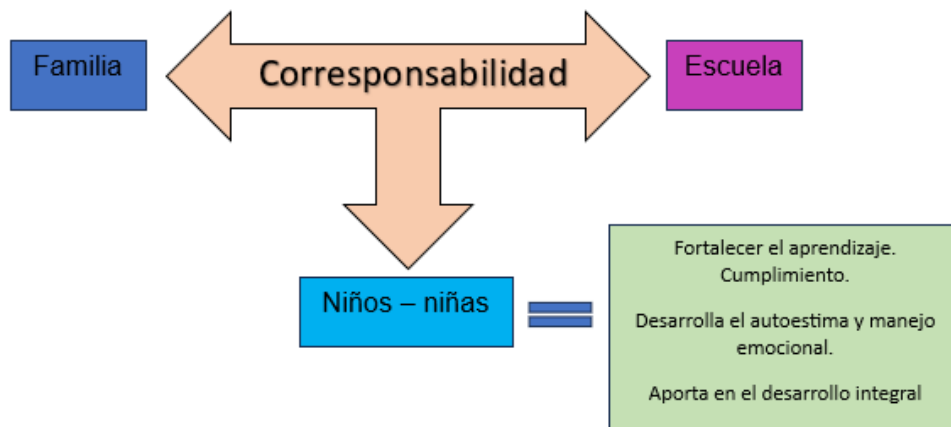 Familia
Corresponsabilidad
Escuela
Niños – niñas
Fortalecer el aprendizaje.
Cumplimiento.
Desarrolla el autoestima y manejo
emocional.
Aporta en el desarrollo integral